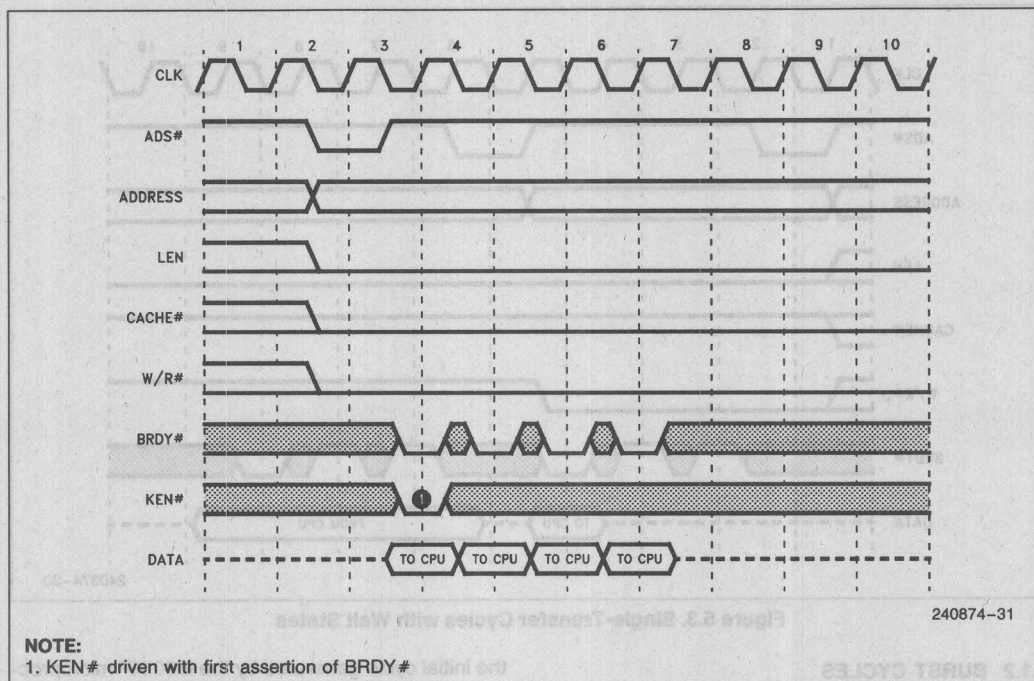 1 2 3 4 5 6 7 8 9 10
CLK
ADS#
ADDRESS
LEN
CACHE#
W/R#
BRDY#
KEN# 1
DATA TO CPU TO CPU TO CPU TO CPU
240874–31
NOTE:
1. KEN# driven with first assertion of BRDY#